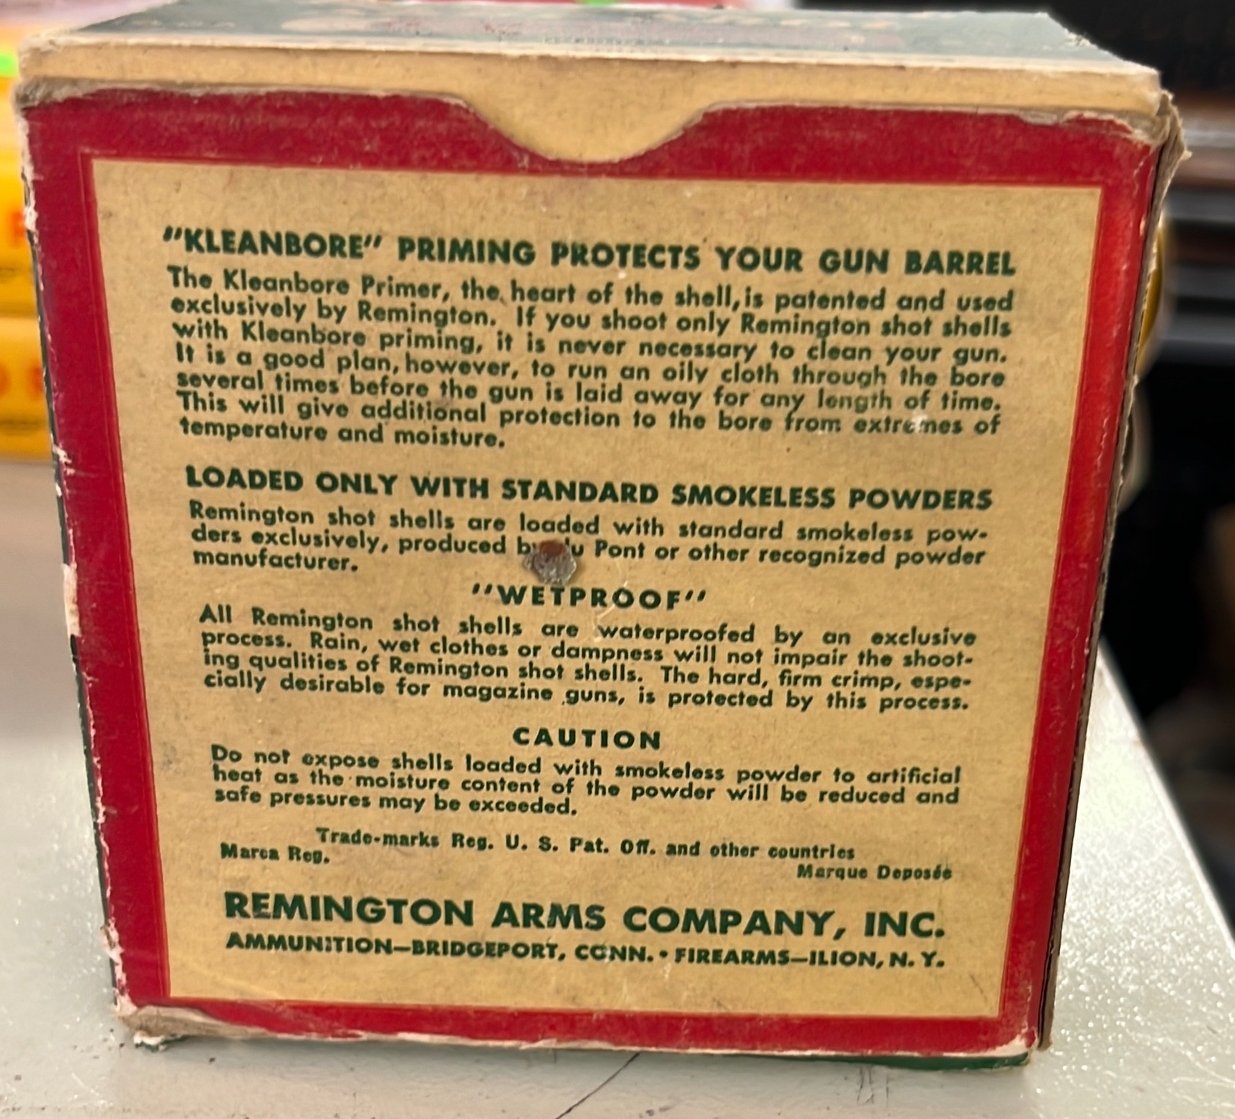 "KLEANBORE" PRIMING PROTECTS YOUR GUN BARREL
The Kleanbore Primer, the heart of the shell, is patented and used
exclusively by Remington. If you shoot only Remington shot shells
with Kleanbore priming, it is never necessary to clean your gun.
It is a good plan, however, to run an oily cloth through the bore
several times before the gun is laid away for any length of time.
This will give additional protection to the bore from extremes of
temperature and moisture.
LOADED ONLY WITH STANDARD SMOKELESS POWDERS
Remington shot shells are loaded with standard smokeless pow-
ders exclusively, produced by du Pont or other recognized powder
manufacturer.
"WETPROOF"
All Remington shot shells are waterproofed by an exclusive
process. Rain, wet clothes or dampness will not impair the shoot-
ing qualities of Remington shot shells. The hard, firm crimp, espe-
cially desirable for magazine guns, is protected by this process.
CAUTION
Do not expose shells loaded with smokeless powder to artificial
heat as the moisture content of the powder will be reduced and
safe pressures may be exceeded.
Trade-marks Reg. U. S. Pat. Off. and other countries
Marca Reg.
Marque Deposée
REMINGTON ARMS COMPANY, INC.
AMMUNITION—BRIDGEPORT, CONN. • FIREARMS—ILION, N. Y.